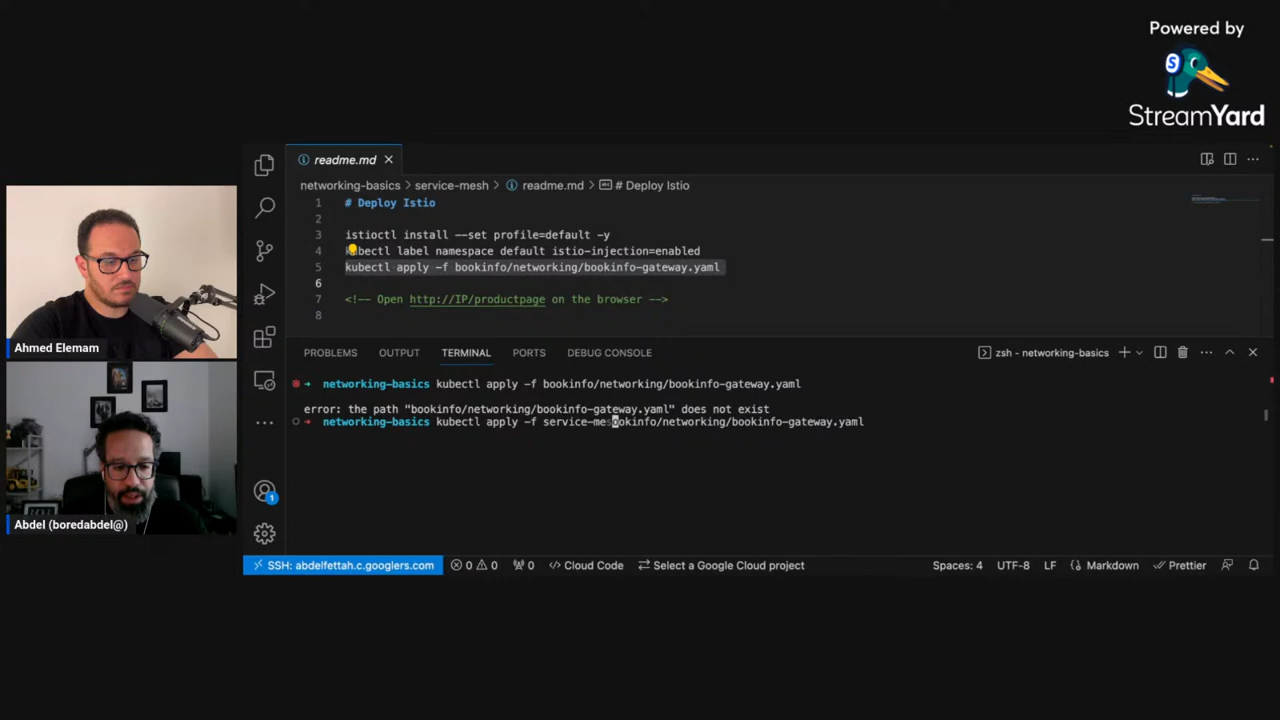 Powered by
StreamYard
readme.md
networking-basics > service-mesh > readme.md > # Deploy Istio
1 # Deploy Istio
2
3 istioctl install --set profile=default -y
4 kubectl label namespace default istio-injection=enabled
5 kubectl apply -f bookinfo/networking/bookinfo-gateway.yaml
6
7 <!-- Open http://IP/productpage on the browser -->
8
PROBLEMS OUTPUT TERMINAL PORTS DEBUG CONSOLE zsh - networking-basics
networking-basics kubectl apply -f bookinfo/networking/bookinfo-gateway.yaml
error: the path "bookinfo/networking/bookinfo-gateway.yaml" does not exist
networking-basics kubectl apply -f service-mesookinfo/networking/bookinfo-gateway.yaml
Ahmed Elemam
Abdel (boredabdel@)
1
SSH: abdelfettah.c.googlers.com 0 0 0 Cloud Code Select a Google Cloud project Spaces: 4 UTF-8 LF Markdown Prettier